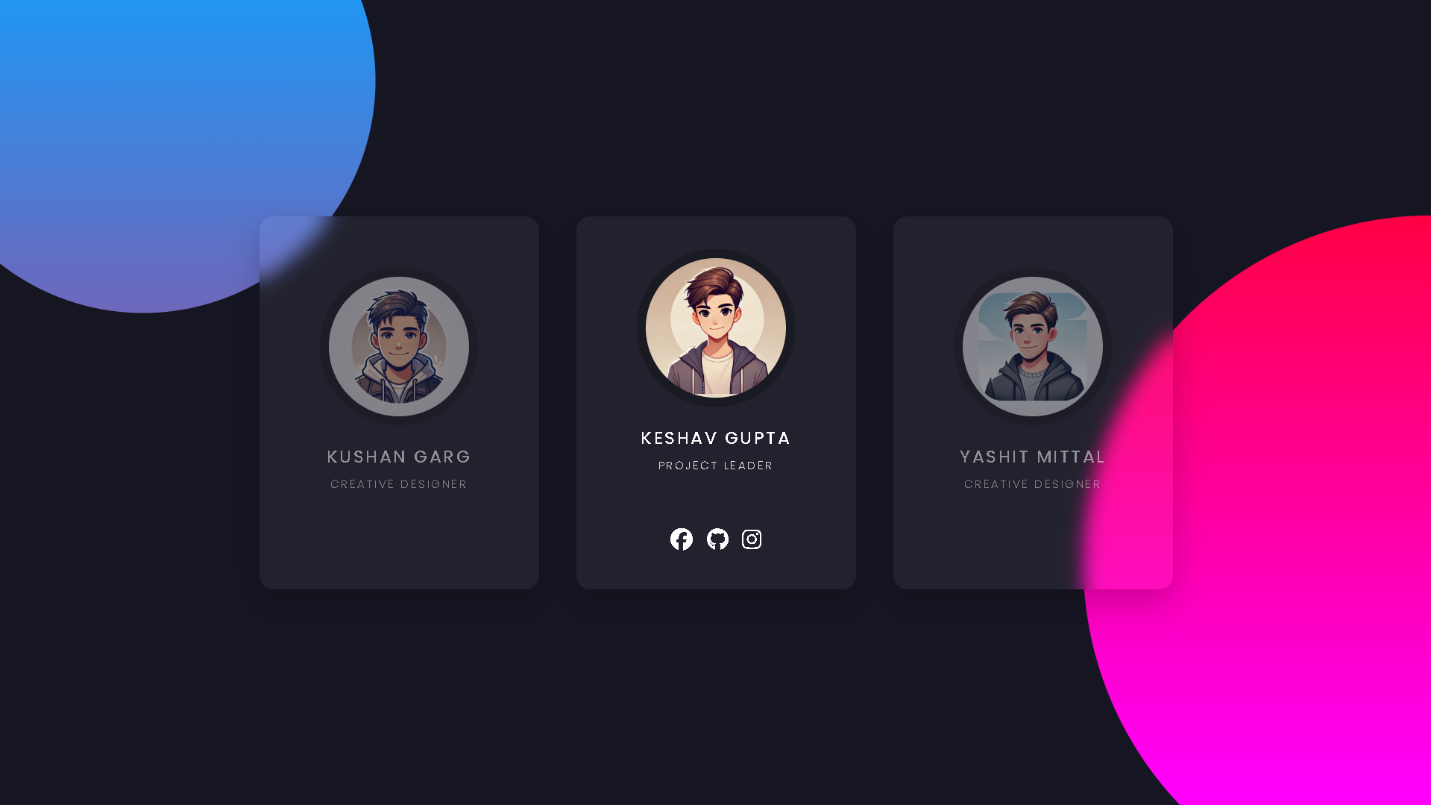 KUSHAN GARG
CREATIVE DESIGNER
KESHAV GUPTA
PROJECT LEADER
YASHIT MITTAL
CREATIVE DESIGNER